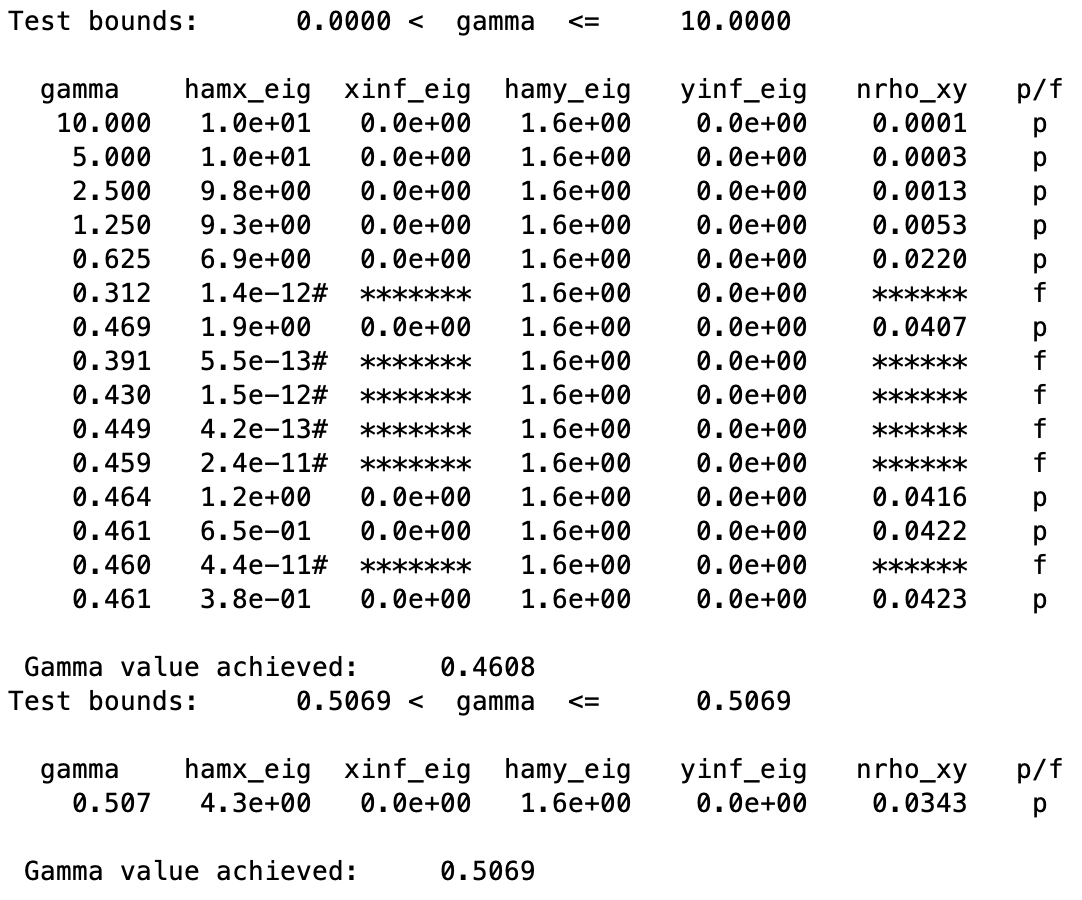 Test bounds:      0.0000 <  gamma  <=     10.0000
  gamma    hamx_eig  xinf_eig  hamy_eig   yinf_eig   nrho_xy   p/f
   10.000   1.0e+01   0.0e+00   1.6e+00    0.0e+00    0.0001    p
    5.000   1.0e+01   0.0e+00   1.6e+00    0.0e+00    0.0003    p
    2.500   9.8e+00   0.0e+00   1.6e+00    0.0e+00    0.0013    p
    1.250   9.3e+00   0.0e+00   1.6e+00    0.0e+00    0.0053    p
    0.625   6.9e+00   0.0e+00   1.6e+00    0.0e+00    0.0220    p
    0.312   1.4e-12#  *******   1.6e+00    0.0e+00    ******    f
    0.469   1.9e+00   0.0e+00   1.6e+00    0.0e+00    0.0407    p
    0.391   5.5e-13#  *******   1.6e+00    0.0e+00    ******    f
    0.430   1.5e-12#  *******   1.6e+00    0.0e+00    ******    f
    0.449   4.2e-13#  *******   1.6e+00    0.0e+00    ******    f
    0.459   2.4e-11#  *******   1.6e+00    0.0e+00    ******    f
    0.464   1.2e+00   0.0e+00   1.6e+00    0.0e+00    0.0416    p
    0.461   6.5e-01   0.0e+00   1.6e+00    0.0e+00    0.0422    p
    0.460   4.4e-11#  *******   1.6e+00    0.0e+00    ******    f
    0.461   3.8e-01   0.0e+00   1.6e+00    0.0e+00    0.0423    p
 Gamma value achieved:     0.4608
Test bounds:      0.5069 <  gamma  <=      0.5069
  gamma    hamx_eig  xinf_eig  hamy_eig   yinf_eig   nrho_xy   p/f
    0.507   4.3e+00   0.0e+00   1.6e+00    0.0e+00    0.0343    p
 Gamma value achieved:     0.5069